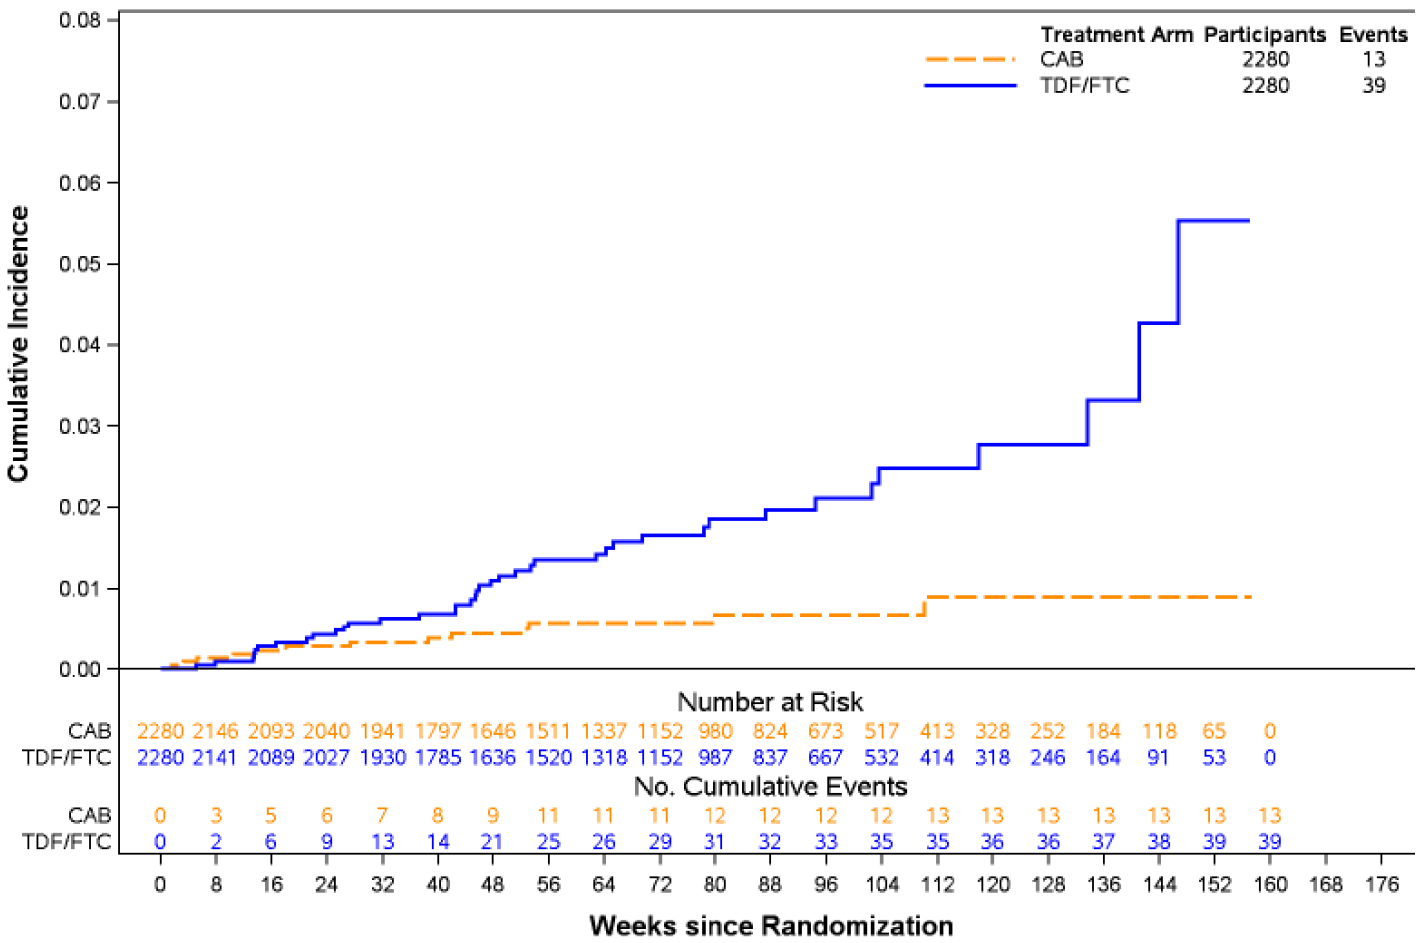 Treatment Arm Participants Events
CAB 2280 13
TDF/FTC 2280 39
Cumulative Incidence
0.08
0.07
0.06
0.05
0.04
0.03
0.02
0.01
0.00
Number at Risk
CAB 2280 2146 2093 2040 1941 1797 1646 1511 1337 1152 980 824 673 517 413 328 252 184 118 65 0
TDF/FTC 2280 2141 2089 2027 1930 1785 1636 1520 1318 1152 987 837 667 532 414 318 246 164 91 53 0
No. Cumulative Events
CAB 0 3 5 6 7 8 9 11 11 11 12 12 12 12 13 13 13 13 13 13 13
TDF/FTC 0 2 6 9 13 14 21 25 26 29 31 32 33 35 35 36 36 37 38 39 39
0 8 16 24 32 40 48 56 64 72 80 88 96 104 112 120 128 136 144 152 160 168 176
Weeks since Randomization